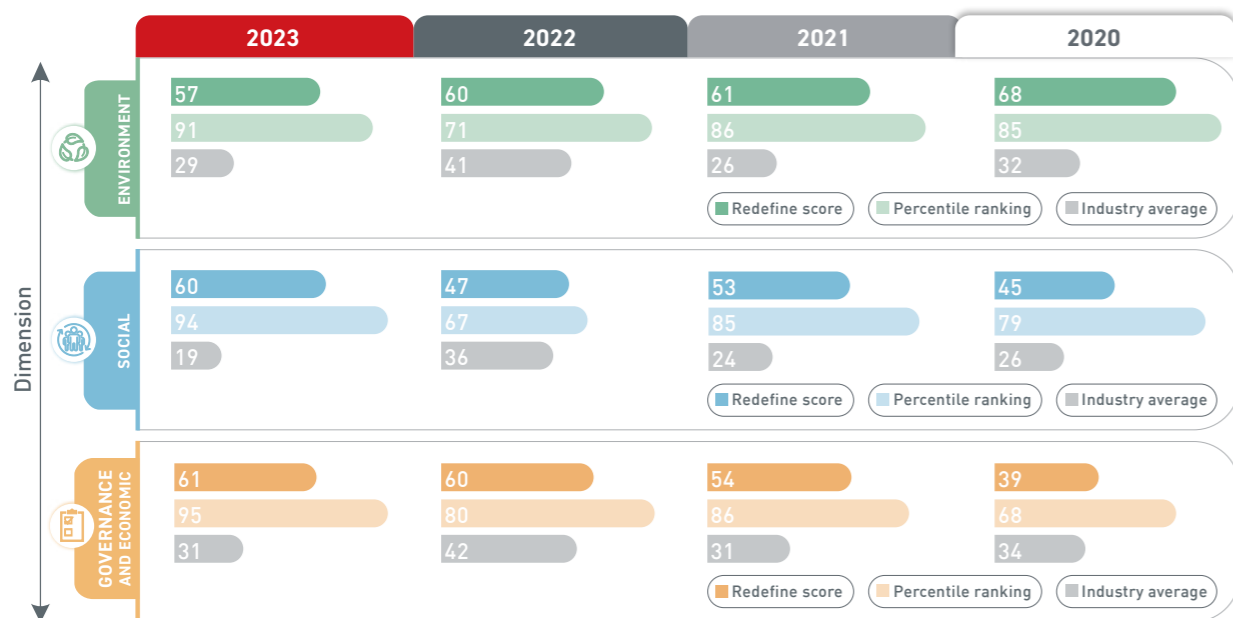 2023 2022 2021 2020
Dimension
ENVIRONMENT
57 60 61 68
91 71 86 85
29 41 26 32
Redefine score Percentile ranking Industry average
SOCIAL
60 47 53 45
94 67 85 79
19 36 24 26
Redefine score Percentile ranking Industry average
GOVERNANCE
AND ECONOMIC
61 60 54 39
95 80 86 68
31 42 31 34
Redefine score Percentile ranking Industry average